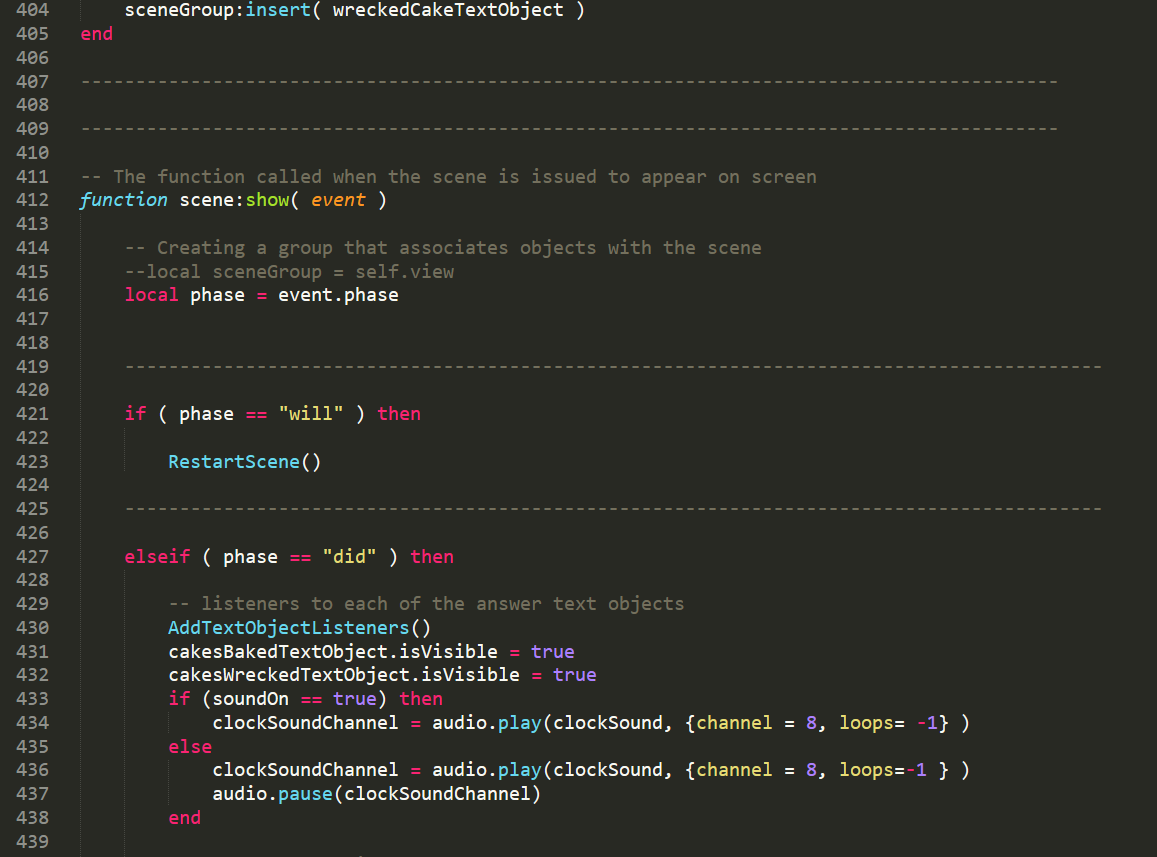 404 sceneGroup:insert( wreckedCakeTextObject )
405 end
406
407 -----------------------------------------------------------------------------------------
408
409 -----------------------------------------------------------------------------------------
410
411 -- The function called when the scene is issued to appear on screen
412 function scene:show( event )
413
414 -- Creating a group that associates objects with the scene
415 --local sceneGroup = self.view
416 local phase = event.phase
417
418
419 -----------------------------------------------------------------------------------------
420
421 if ( phase == "will" ) then
422
423 RestartScene()
424
425 -----------------------------------------------------------------------------------------
426
427 elseif ( phase == "did" ) then
428
429 -- listeners to each of the answer text objects
430 AddTextObjectListeners()
431 cakesBakedTextObject.isVisible = true
432 cakesWreckedTextObject.isVisible = true
433 if (soundOn == true) then
434 clockSoundChannel = audio.play(clockSound, {channel = 8, loops= -1} )
435 else
436 clockSoundChannel = audio.play(clockSound, {channel = 8, loops=-1 } )
437 audio.pause(clockSoundChannel)
438 end
439